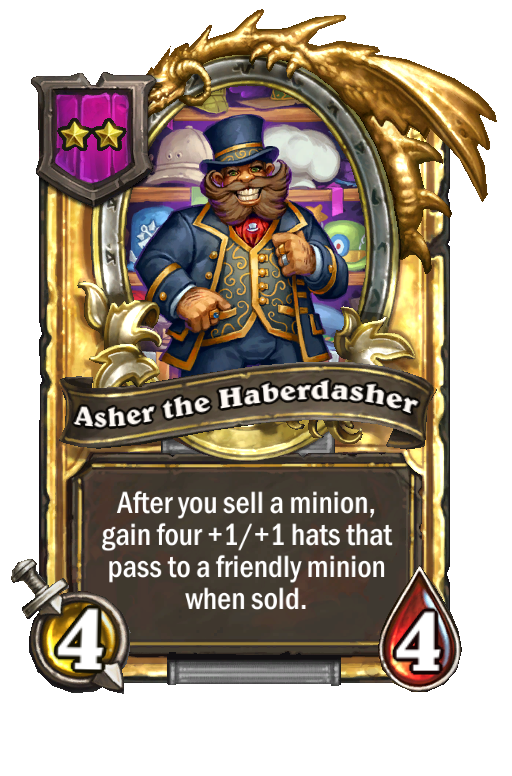 Asher the Haberdasher
After you sell a minion,
gain four +1/+1 hats that
pass to a friendly minion
when sold.
4
4